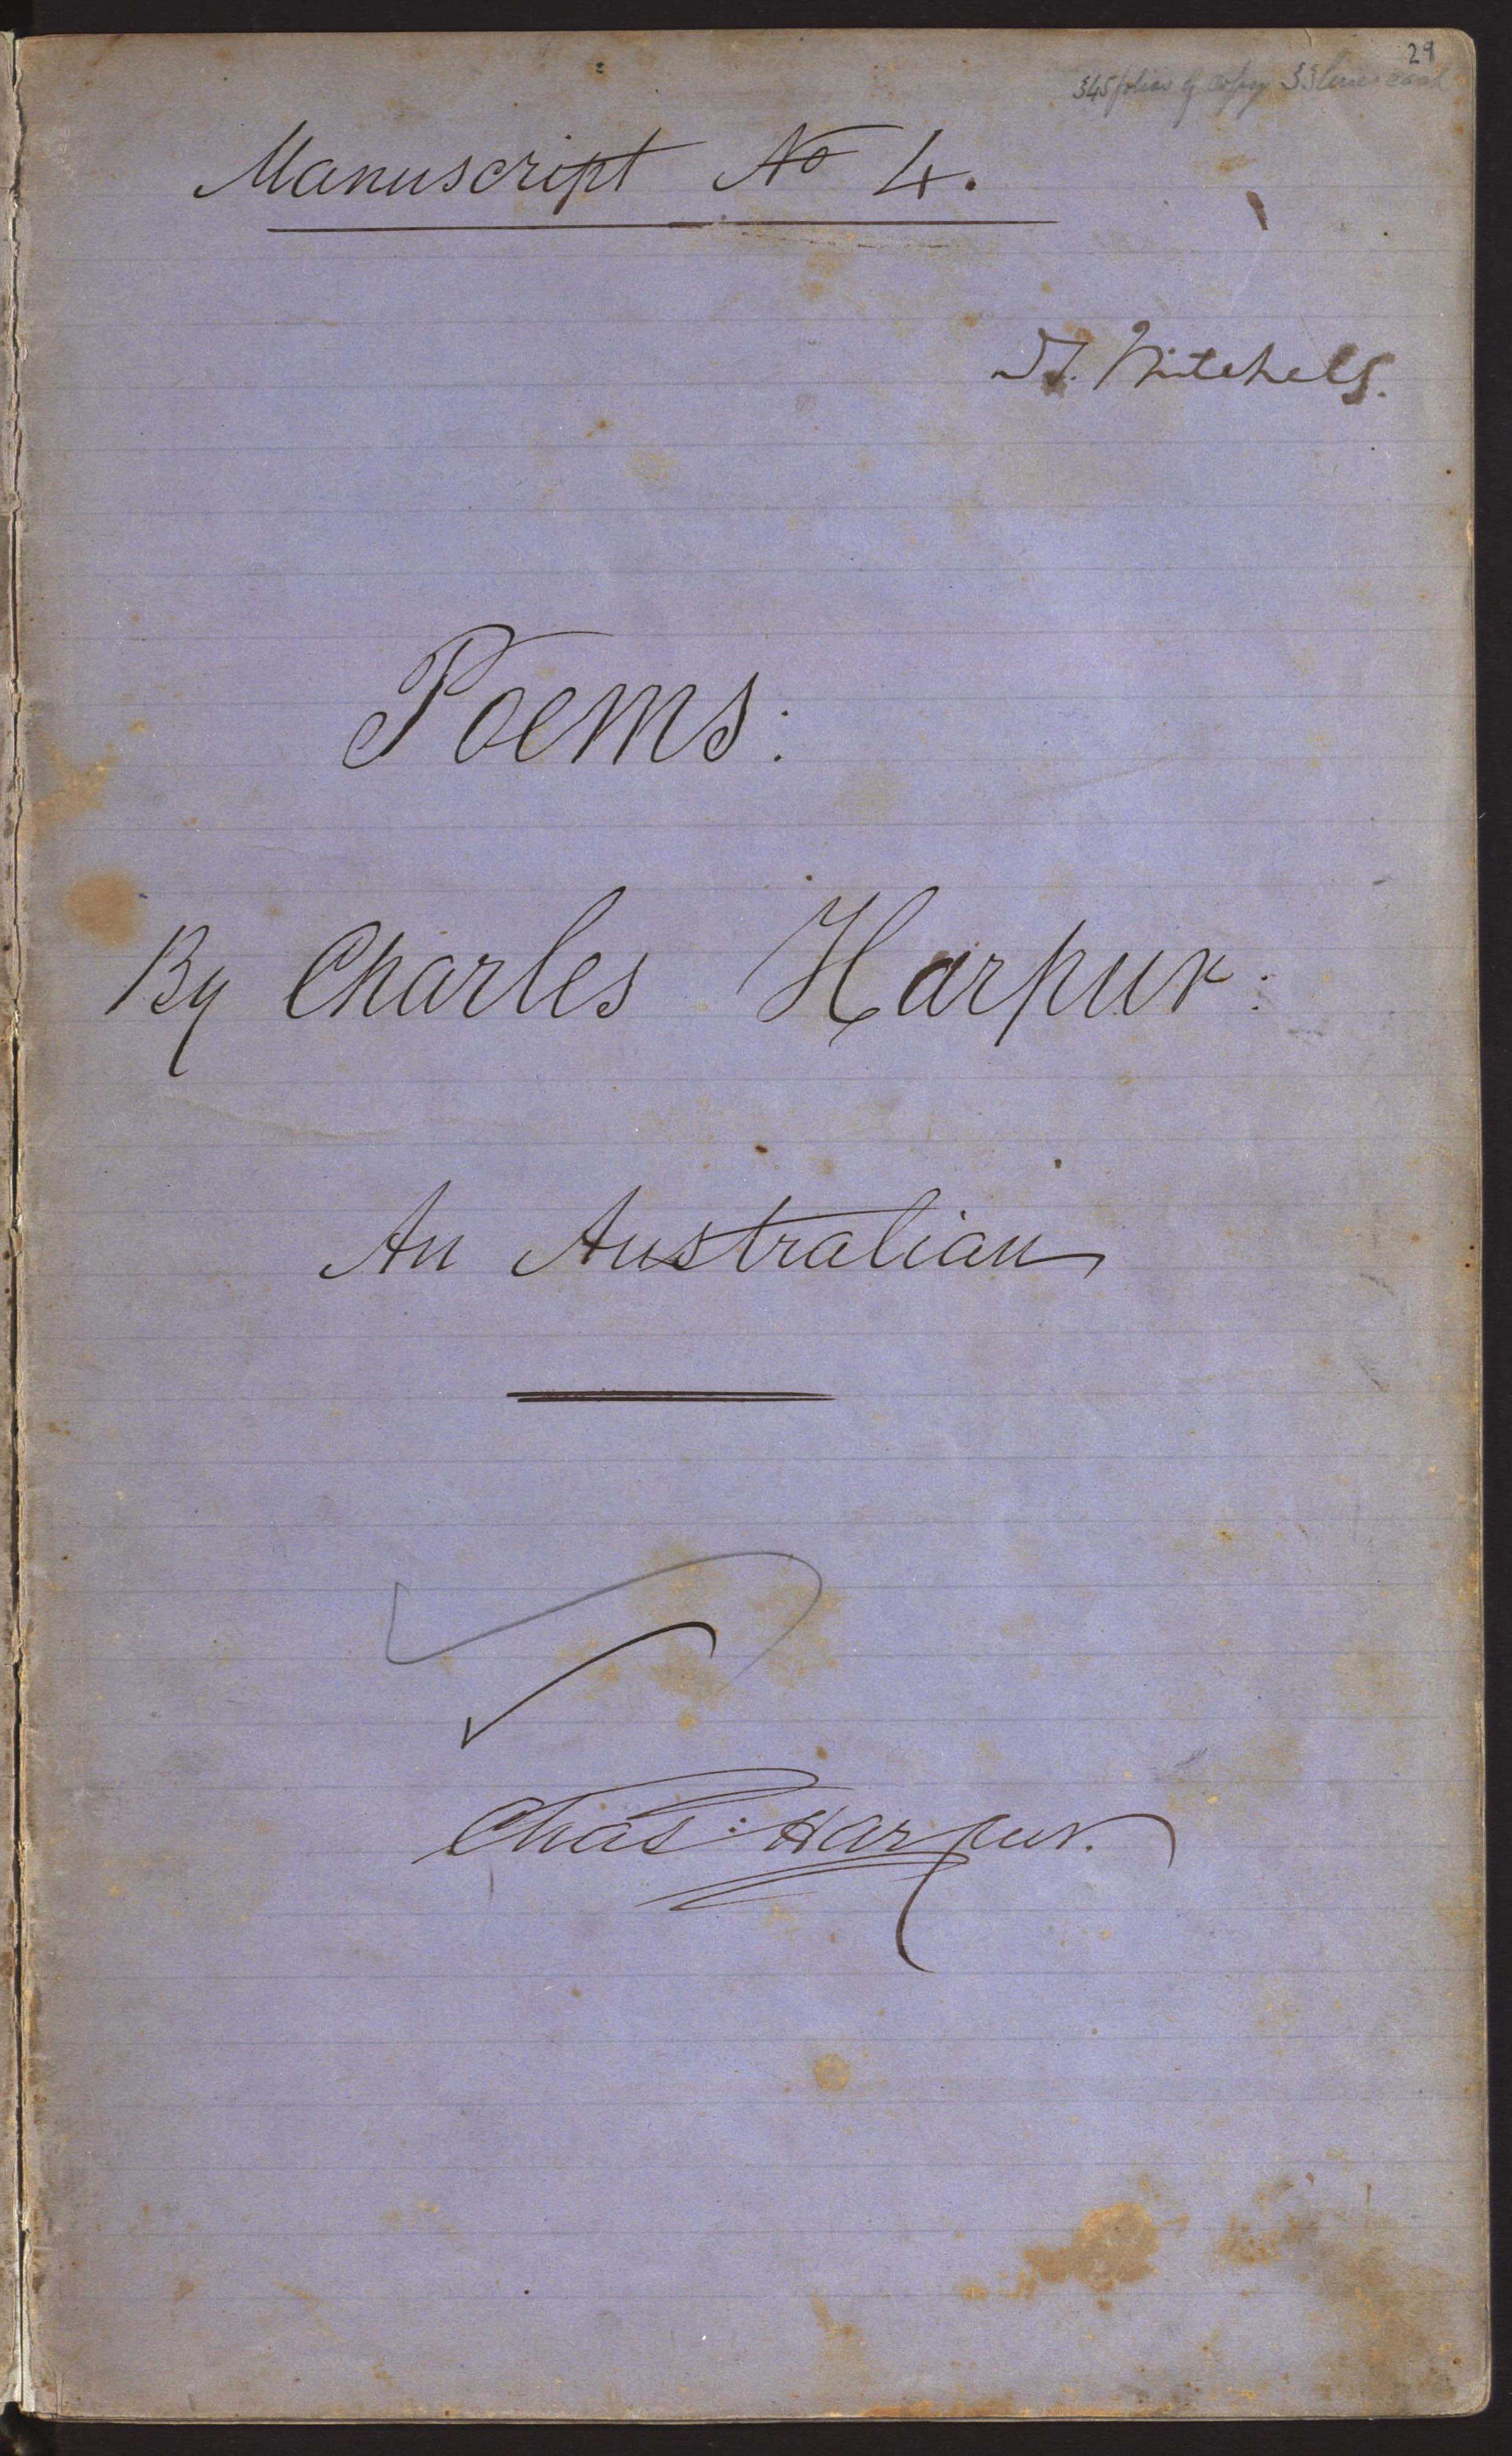 29
345 folios of copy 33 lines each
Manuscript No 4.
Mitchell.
Poems:
By Charles Harpur:
An Australian
Chas: Harpur.